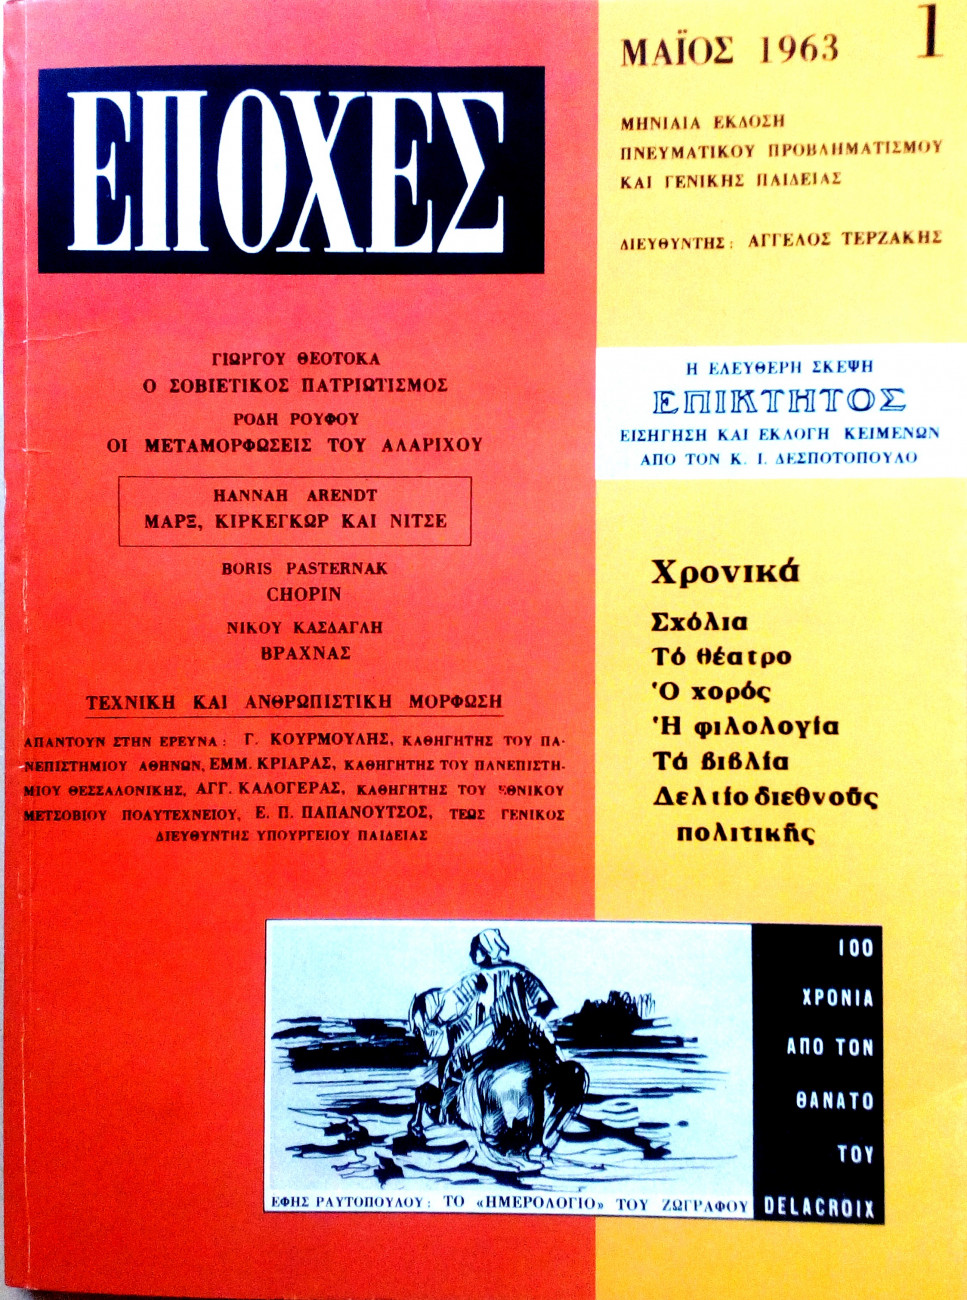 ΕΠΟΧΕΣ
ΜΑΪΟΣ 1963 1
ΜΗΝΙΑΙΑ ΕΚΔΟΣΗ
ΠΝΕΥΜΑΤΙΚΟΥ ΠΡΟΒΛΗΜΑΤΙΣΜΟΥ
ΚΑΙ ΓΕΝΙΚΗΣ ΠΑΙΔΕΙΑΣ
ΔΙΕΥΘΥΝΤΗΣ: ΑΓΓΕΛΟΣ ΤΕΡΖΑΚΗΣ
ΓΙΩΡΓΟΥ ΘΕΟΤΟΚΑ
Ο ΣΟΒΙΕΤΙΚΟΣ ΠΑΤΡΙΩΤΙΣΜΟΣ
ΡΟΔΗ ΡΟΥΦΟΥ
ΟΙ ΜΕΤΑΜΟΡΦΩΣΕΙΣ ΤΟΥ ΑΛΑΡΙΧΟΥ
HANNAH ARENDT
ΜΑΡΞ, ΚΙΡΚΕΓΚΩΡ ΚΑΙ ΝΙΤΣΕ
BORIS PASTERNAK
CHOPIN
ΝΙΚΟΥ ΚΑΣΔΑΓΛΗ
ΒΡΑΧΝΑΣ
ΤΕΧΝΙΚΗ ΚΑΙ ΑΝΘΡΩΠΙΣΤΙΚΗ ΜΟΡΦΩΣΗ
ΑΠΑΝΤΟΥΝ ΣΤΗΝ ΕΡΕΥΝΑ: Γ. ΚΟΥΡΜΟΥΛΗΣ, ΚΑΘΗΓΗΤΗΣ ΤΟΥ ΠΑ-
ΝΕΠΙΣΤΗΜΙΟΥ ΑΘΗΝΩΝ, ΕΜΜ. ΚΡΙΑΡΑΣ, ΚΑΘΗΓΗΤΗΣ ΤΟΥ ΠΑΝΕΠΙΣΤΗ-
ΜΙΟΥ ΘΕΣΣΑΛΟΝΙΚΗΣ, ΑΓΓ. ΚΑΛΟΓΕΡΑΣ, ΚΑΘΗΓΗΤΗΣ ΤΟΥ ΕΘΝΙΚΟΥ
ΜΕΤΣΟΒΙΟΥ ΠΟΛΥΤΕΧΝΕΙΟΥ, Ε. Π. ΠΑΠΑΝΟΥΤΣΟΣ, ΤΕΩΣ ΓΕΝΙΚΟΣ
ΔΙΕΥΘΥΝΤΗΣ ΥΠΟΥΡΓΕΙΟΥ ΠΑΙΔΕΙΑΣ
Η ΕΛΕΥΘΕΡΗ ΣΚΕΨΗ
ΕΠΙΚΤΗΤΟΣ
ΕΙΣΗΓΗΣΗ ΚΑΙ ΕΚΛΟΓΗ ΚΕΙΜΕΝΩΝ
ΑΠΟ ΤΟΝ Κ. Ι. ΔΕΣΠΟΤΟΠΟΥΛΟ
Χρονικά
Σχόλια
Τό θέατρο
Ὁ χορός
Ἡ φιλολογία
Τά βιβλία
Δελτίο διεθνοῦς
πολιτικῆς
100
ΧΡΟΝΙΑ
ΑΠΟ ΤΟΝ
ΘΑΝΑΤΟ
ΤΟΥ
DELACROIX
ΕΦΗΣ ΡΑΥΤΟΠΟΥΛΟΥ: ΤΟ «ΗΜΕΡΟΛΟΓΙΟ» ΤΟΥ ΖΩΓΡΑΦΟΥ